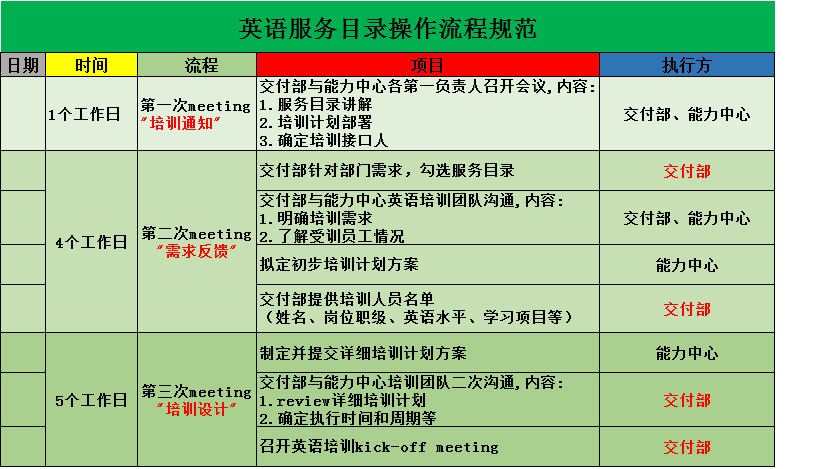 英语服务目录操作流程规范
日期 时间 流程 项目 执行方
1个工作日
第一次meeting
"培训通知"
交付部与能力中心各第一负责人召开会议,内容:
1.服务目录讲解
2.培训计划部署
3.确定培训接口人
交付部、能力中心
4个工作日
第二次meeting
"需求反馈"
交付部针对部门需求，勾选服务目录
交付部
交付部与能力中心英语培训团队沟通,内容:
1.明确培训需求
2.了解受训员工情况
交付部、能力中心
拟定初步培训计划方案
能力中心
交付部提供培训人员名单
（姓名、岗位职级、英语水平、学习项目等）
交付部
5个工作日
第三次meeting
"培训设计"
制定并提交详细培训计划方案
能力中心
交付部与能力中心培训团队二次沟通,内容:
1.review详细培训计划
2.确定执行时间和周期等
交付部
召开英语培训kick-off meeting
交付部